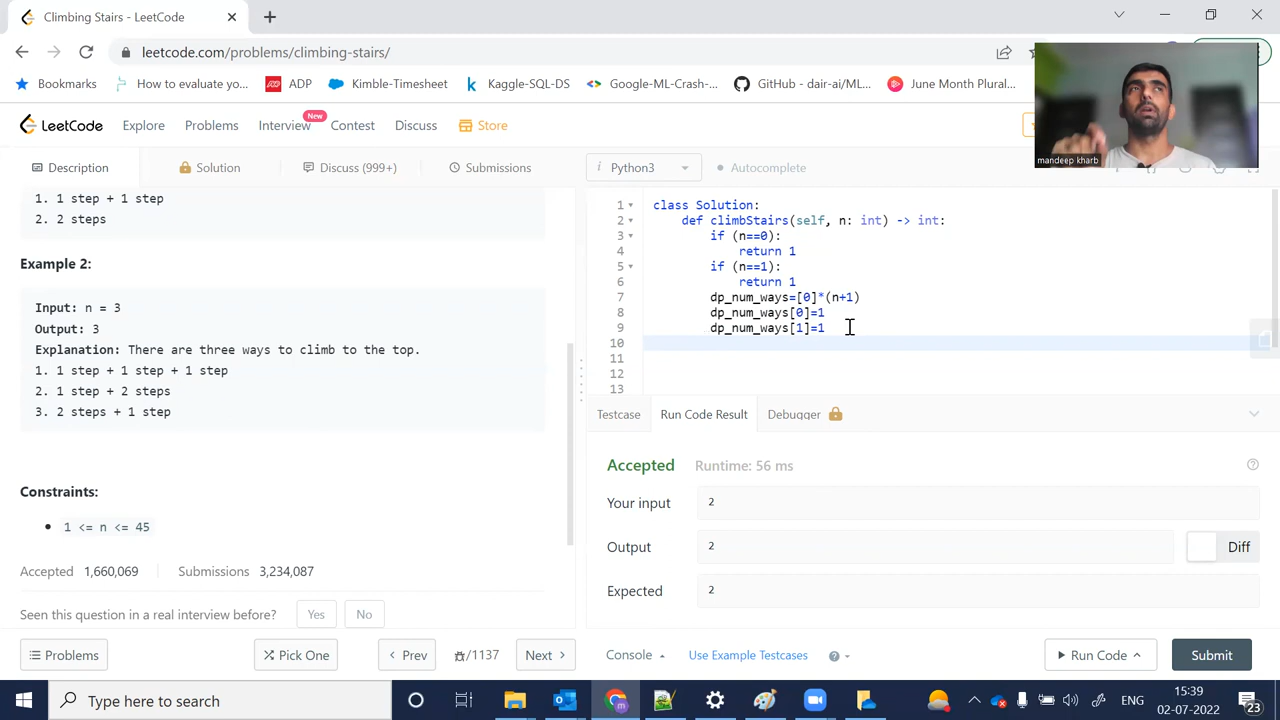 Climbing Stairs - LeetCode
leetcode.com/problems/climbing-stairs/
Bookmarks
How to evaluate yo...
ADP
Kimble-Timesheet
Kaggle-SQL-DS
Google-ML-Crash-...
GitHub - dair-ai/ML...
June Month Plural...
LeetCode
Explore
Problems
Interview
New
Contest
Discuss
Store
mandeep kharb
Description
Solution
Discuss (999+)
Submissions
i Python3
Autocomplete
1. 1 step + 1 step
2. 2 steps
Example 2:
Input: n = 3
Output: 3
Explanation: There are three ways to climb to the top.
1. 1 step + 1 step + 1 step
2. 1 step + 2 steps
3. 2 steps + 1 step
Constraints:
1 <= n <= 45
Accepted 1,660,069
Submissions 3,234,087
Seen this question in a real interview before?
Yes
No
1 class Solution:
2 def climbStairs(self, n: int) -> int:
3 if (n==0):
4 return 1
5 if (n==1):
6 return 1
7 dp_num_ways=[0]*(n+1)
8 dp_num_ways[0]=1
9 dp_num_ways[1]=1
10
11
12
13
Testcase
Run Code Result
Debugger
Accepted
Runtime: 56 ms
Your input
2
Output
2
Diff
Expected
2
Problems
Pick One
Prev
/1137
Next
Console
Use Example Testcases
Run Code
Submit
Type here to search
ENG
15:39
02-07-2022
23